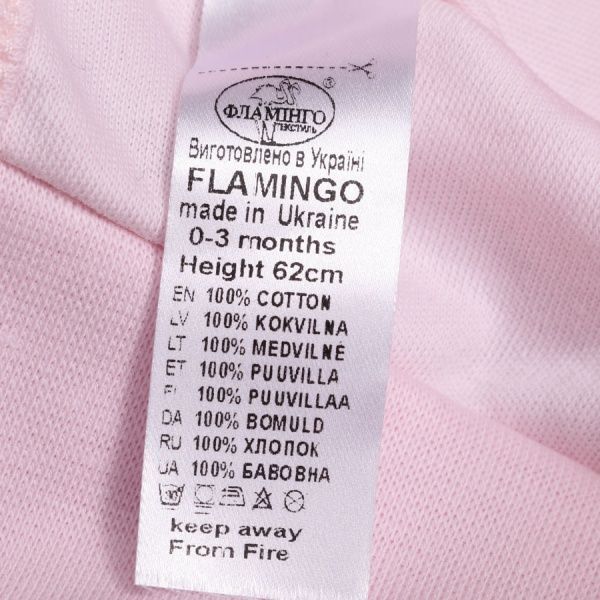 ®
ФЛАМІНГО
ТЕКСТИЛЬ
Виготовлено в Україні
FLAMINGO
made in Ukraine
0-3 months
Height 62cm
EN 100% COTTON
LV 100% KOKVILNA
LT 100% MEDVILNĖ
ET 100% PUUVILLA
FI 100% PUUVILLAA
DA 100% BOMULD
RU 100% ХЛОПОК
UA 100% БАВОВНА
30
keep away
From Fire